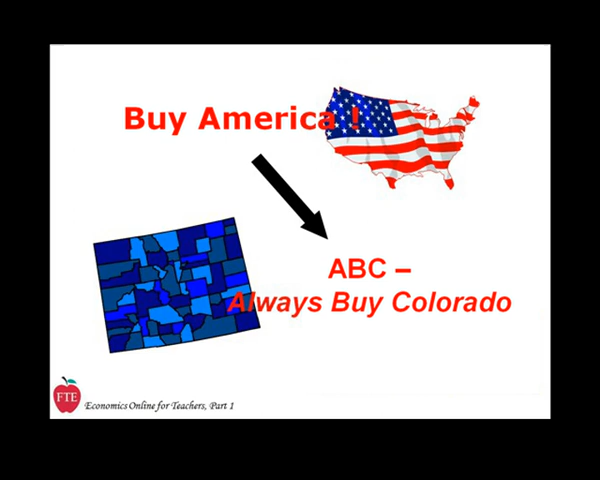 Buy America !
ABC –
Always Buy Colorado
FTE
Economics Online for Teachers, Part 1